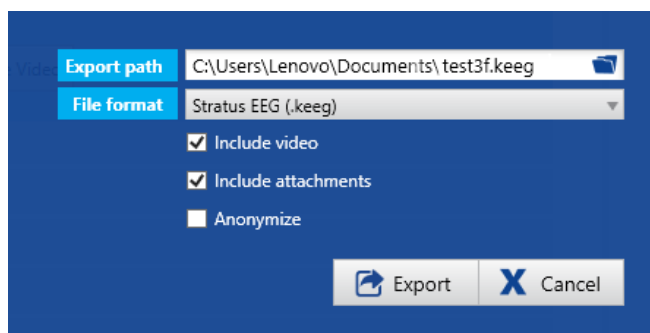 Export path C:\Users\Lenovo\Documents\ test3f.keeg
File format Stratus EEG (.keeg)
Include video
Include attachments
Anonymize
Export Cancel